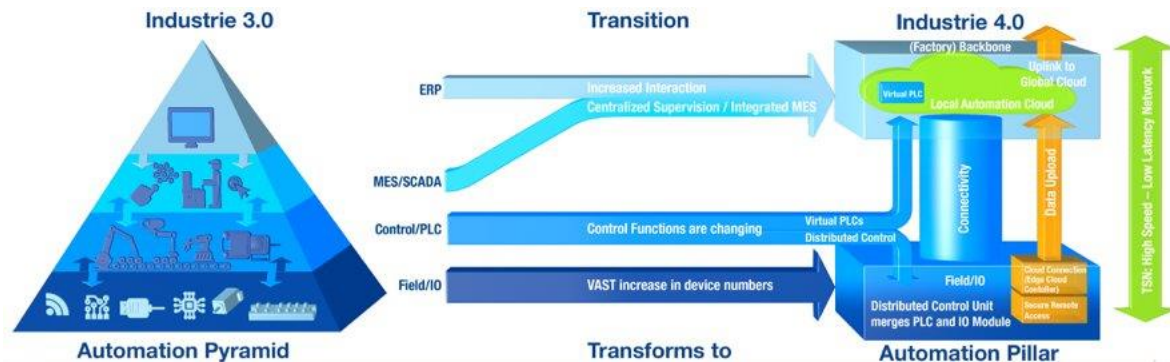 Industrie 3.0
Transition
Industrie 4.0
(Factory) Backbone
Uplink to
Global Cloud
Virtual PLC
Local Automation Cloud
ERP
Increased Interaction
Centralized Supervision / Integrated MES
MES/SCADA
Control/PLC
Control Functions are changing
Virtual PLCs
Distributed Control
Connectivity
Data Upload
TSN: High Speed – Low Latency Network
Field/IO
VAST increase in device numbers
Field/IO
Cloud Connection
(Edge Cloud
Contoller)
Secure Remote
Access
Distributed Control Unit
merges PLC and IO Module
Automation Pyramid
Transforms to
Automation Pillar